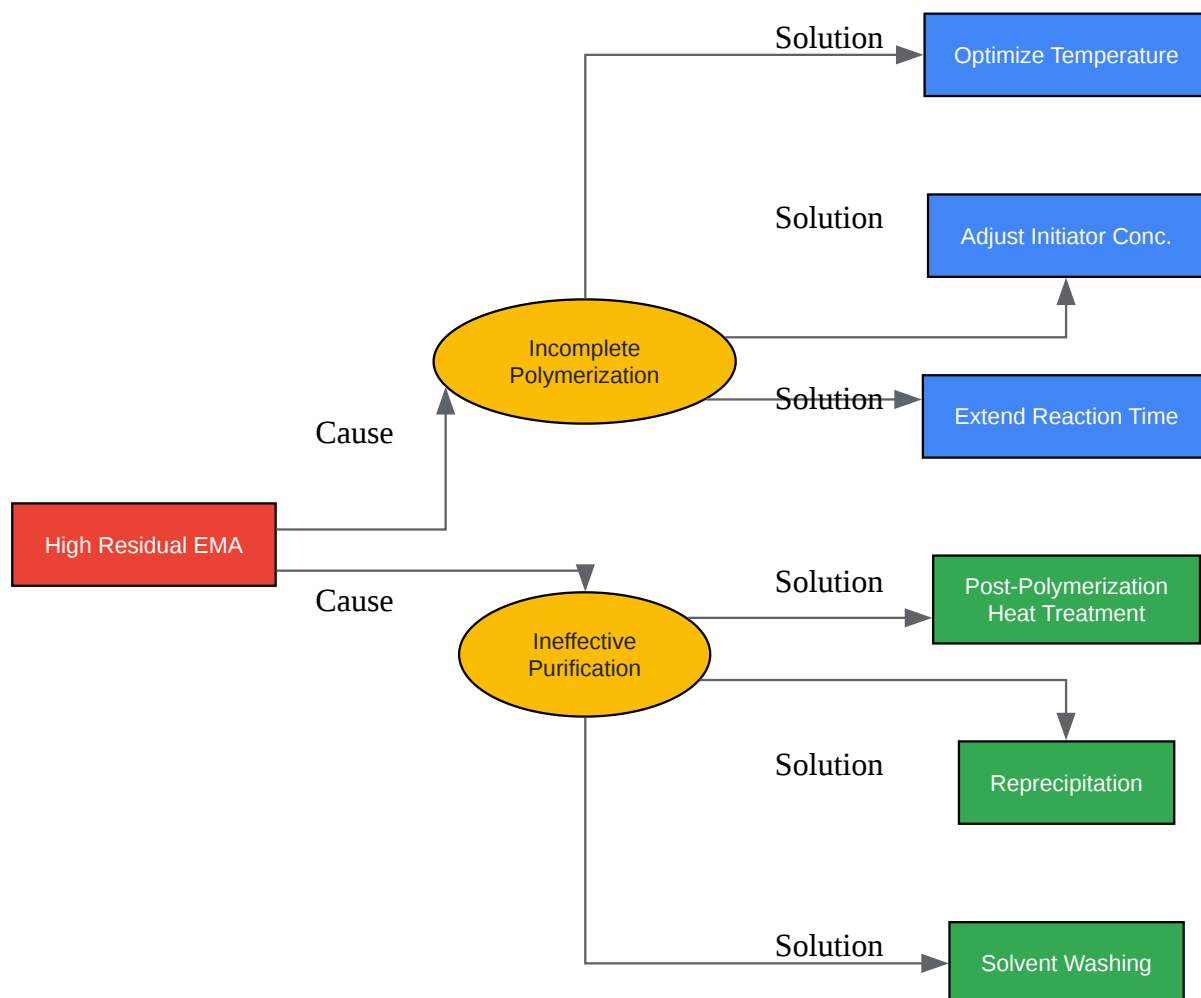 Solution
Optimize Temperature
Solution
Adjust Initiator Conc.
Incomplete
Polymerization
Solution
Extend Reaction Time
Cause
High Residual EMA
Cause
Solution
Post-Polymerization
Heat Treatment
Ineffective
Purification
Solution
Reprecipitation
Solution
Solvent Washing